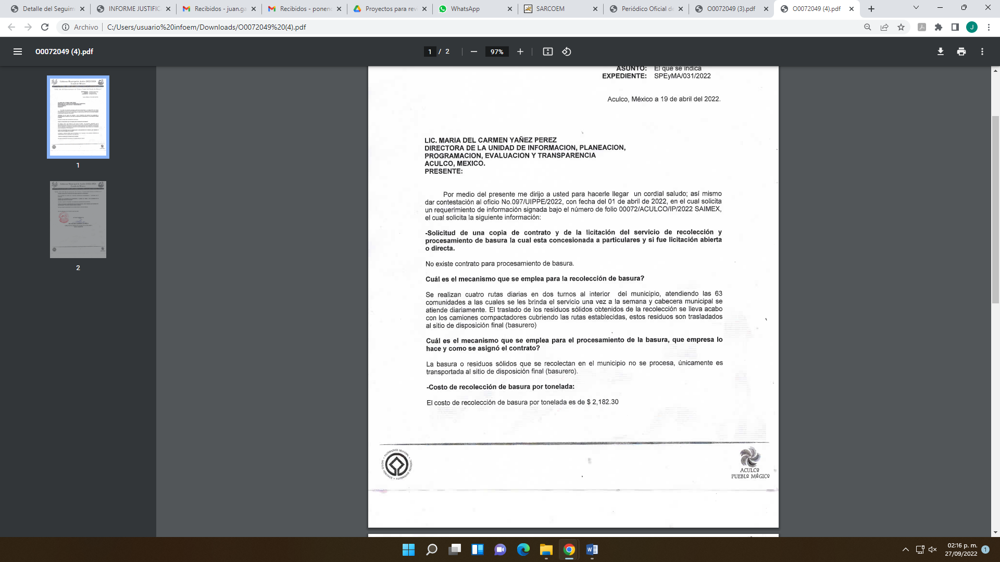 Detalle del Seguim
INFORME JUSTIFIC
Recibidos - juan.ga
Recibidos - ponenc
Proyectos para rev
WhatsApp
SARCOEM
Periódico Oficial de
O0072049 (3).pdf
O0072049 (4).pdf
Archivo
C:/Users/usuario%20infoem/Downloads/O0072049%20(4).pdf
J
O0072049 (4).pdf
1 / 2
97%
1
2
ASUNTO: El que se indica
EXPEDIENTE: SPEyMA/031/2022
Aculco, México a 19 de abril del 2022.
LIC. MARIA DEL CARMEN YAÑEZ PEREZ
DIRECTORA DE LA UNIDAD DE INFORMACION, PLANEACION,
PROGRAMACION, EVALUACION Y TRANSPARENCIA
ACULCO, MEXICO.
PRESENTE:
Por medio del presente me dirijo a usted para hacerle llegar un cordial saludo; así mismo
dar contestación al oficio No.097/UIPPE/2022, con fecha del 01 de abril de 2022, en el cual solicita
un requerimiento de información signada bajo el número de folio 00072/ACULCO/IP/2022 SAIMEX,
el cual solicita la siguiente información:
-Solicitud de una copia de contrato y de la licitación del servicio de recolección y
procesamiento de basura la cual esta concesionada a particulares y si fue licitación abierta
o directa.
No existe contrato para procesamiento de basura.
Cuál es el mecanismo que se emplea para la recolección de basura?
Se realizan cuatro rutas diarias en dos turnos al interior del municipio, atendiendo las 63
comunidades a las cuales se les brinda el servicio una vez a la semana y cabecera municipal se
atiende diariamente. El traslado de los residuos sólidos obtenidos de la recolección se lleva acabo
con los camiones compactadores cubriendo las rutas establecidas, estos residuos son trasladados
al sitio de disposición final (basurero)
Cuál es el mecanismo que se emplea para el procesamiento de la basura, que empresa lo
hace y como se asignó el contrato?
La basura o residuos sólidos que se recolectan en el municipio no se procesa, únicamente es
transportada al sitio de disposición final (basurero).
-Costo de recolección de basura por tonelada:
El costo de recolección de basura por tonelada es de $ 2,182.30
ACULCO
PUEBLO MÁGICO
02:16 p. m.
27/09/2022
1